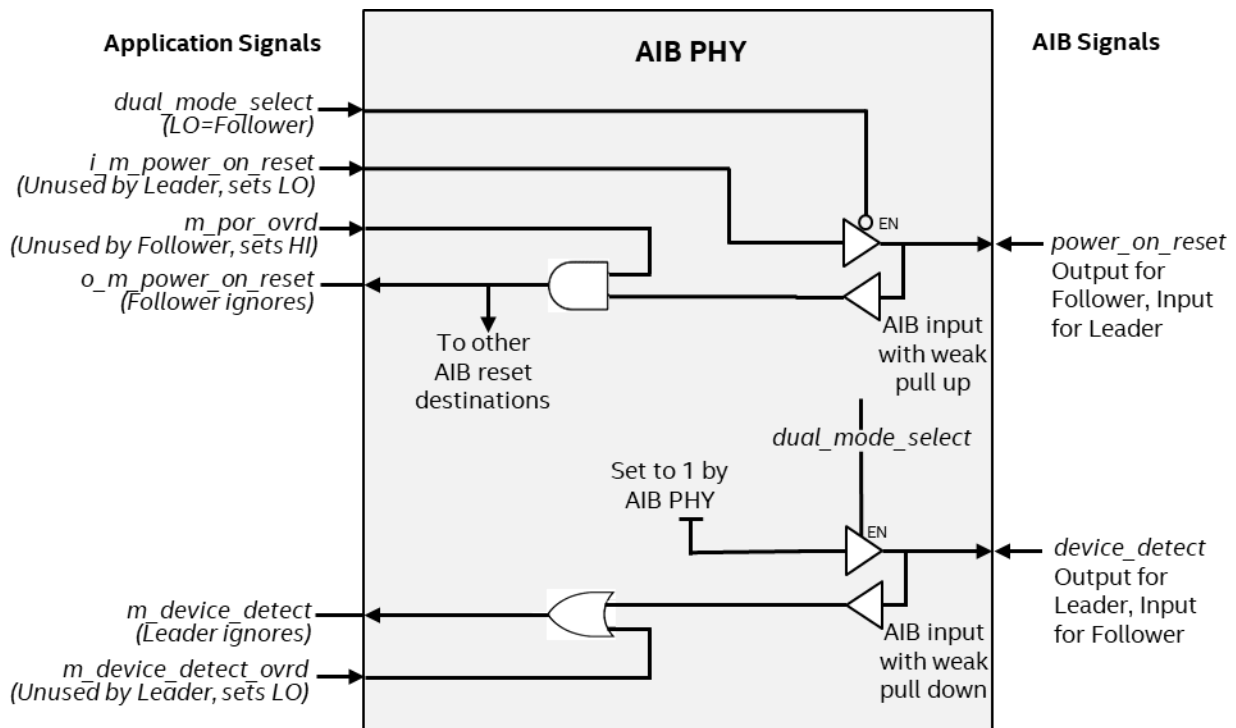 Application Signals
AIB PHY
AIB Signals
dual_mode_select
(LO=Follower)
i_m_power_on_reset
(Unused by Leader, sets LO)
m_por_ovrd
(Unused by Follower, sets HI)
o_m_power_on_reset
(Follower ignores)
EN
power_on_reset
Output for
Follower, Input
for Leader
To other
AIB reset
destinations
AIB input
with weak
pull up
dual_mode_select
Set to 1 by
AIB PHY
EN
device_detect
Output for
Leader, Input
for Follower
m_device_detect
(Leader ignores)
m_device_detect_ovrd
(Unused by Leader, sets LO)
AIB input
with weak
pull down